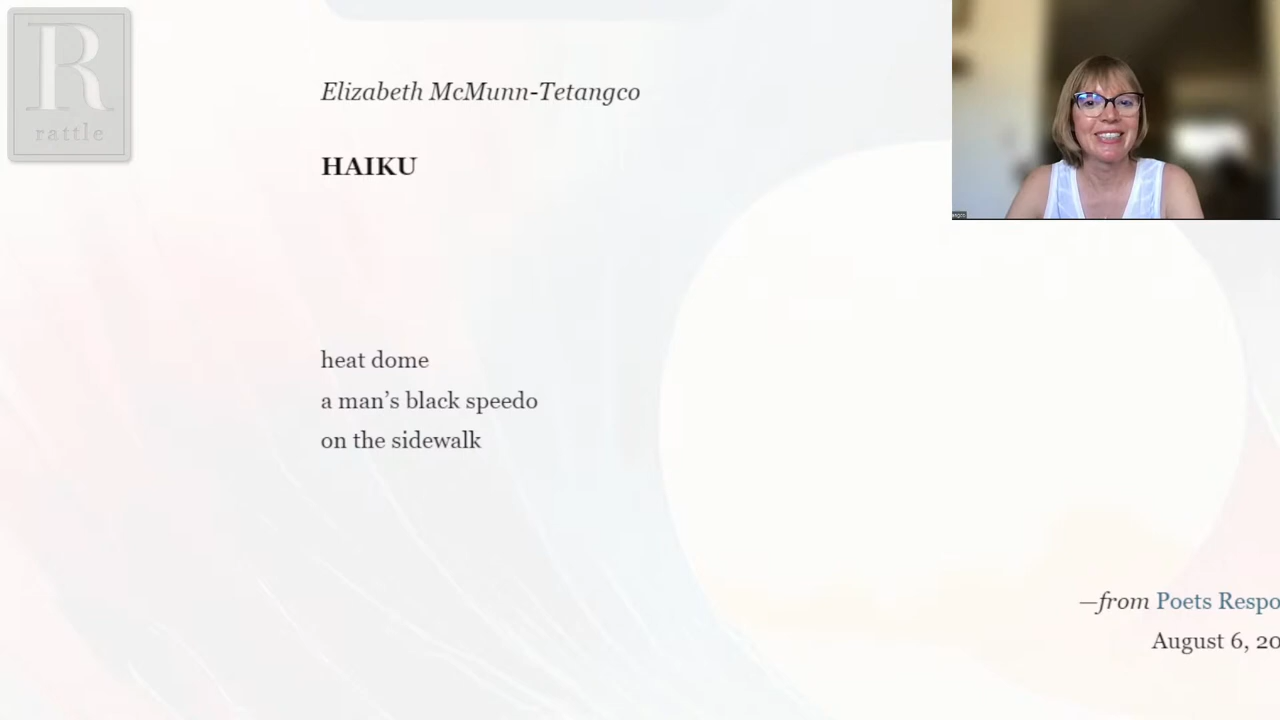 R
rattle
Elizabeth McMunn-Tetangco
HAIKU
heat dome
a man’s black speedo
on the sidewalk
—from Poets Respo
August 6, 20